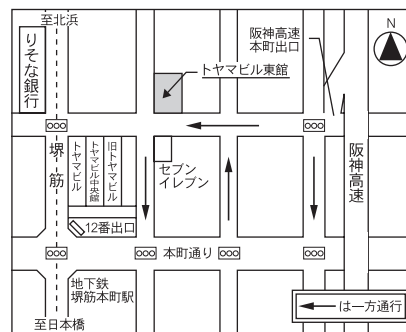 至北浜
りそな銀行
阪神高速
本町出口
N
トヤマビル東館
堺筋
トヤマビル
トヤマビル中央館
旧トヤマビル
セブン
イレブン
阪神高速
12番出口
本町通り
地下鉄
堺筋本町駅
至日本橋
は一方通行